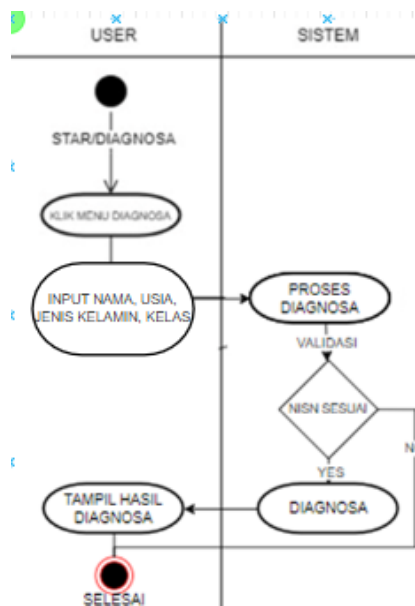 USER
SISTEM
STAR/DIAGNOSA
KLIK MENU DIAGNOSA
INPUT NAMA, USIA,
JENIS KELAMIN, KELAS
PROSES
DIAGNOSA
VALIDASI
NISN SESUAI
N
YES
TAMPIL HASIL
DIAGNOSA
DIAGNOSA
SELESAI